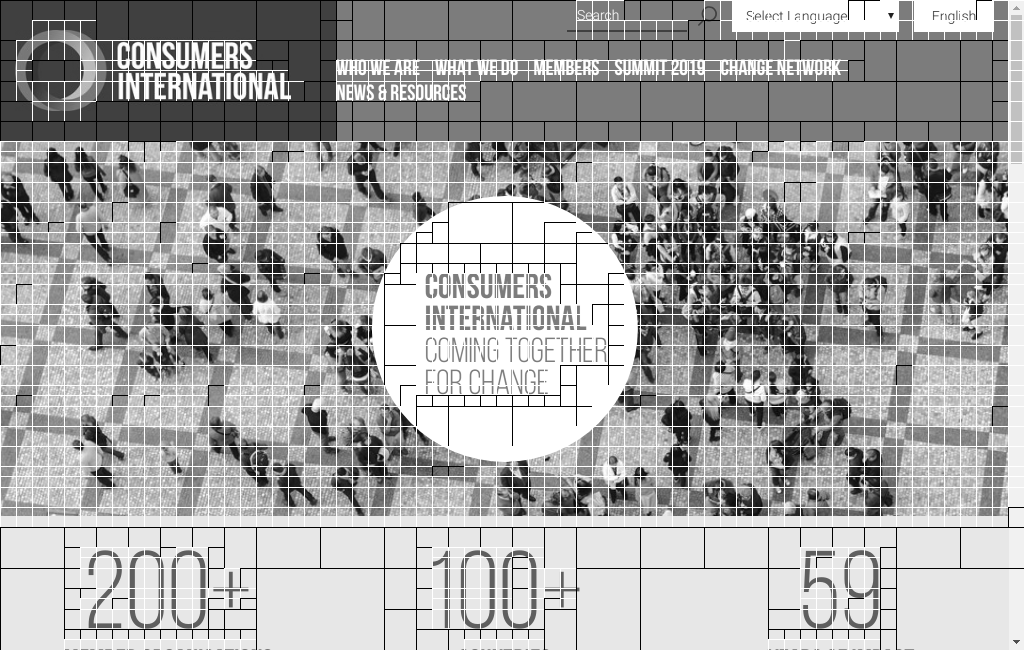 Search
Select Language ▼
English
CONSUMERS
INTERNATIONAL
WHO WE ARE WHAT WE DO MEMBERS SUMMIT 2019 CHANGE NETWORK
NEWS & RESOURCES
CONSUMERS
INTERNATIONAL
COMING TOGETHER
FOR CHANGE
200+ 100+ 59